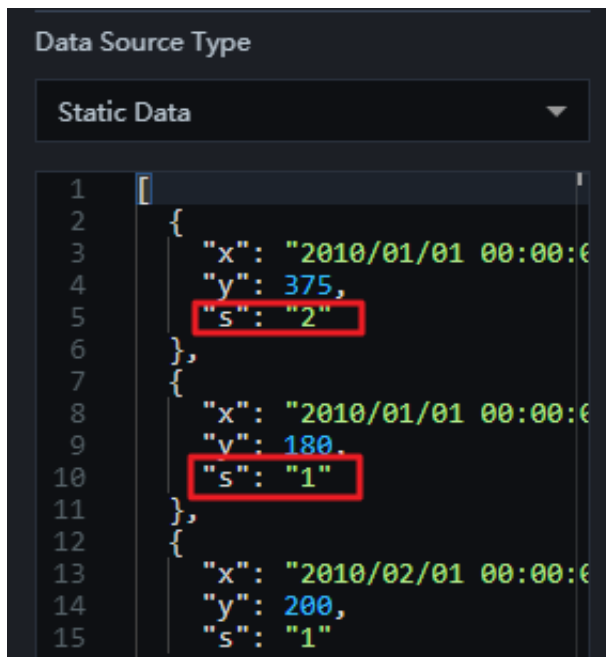 Data Source Type
Static Data
1 [
2 {
3 "x": "2010/01/01 00:00:
4 "y": 375,
5 "s": "2"
6 },
7 {
8 "x": "2010/01/01 00:00:
9 "y": 180,
10 "s": "1"
11 },
12 {
13 "x": "2010/02/01 00:00:
14 "y": 200,
15 "s": "1"